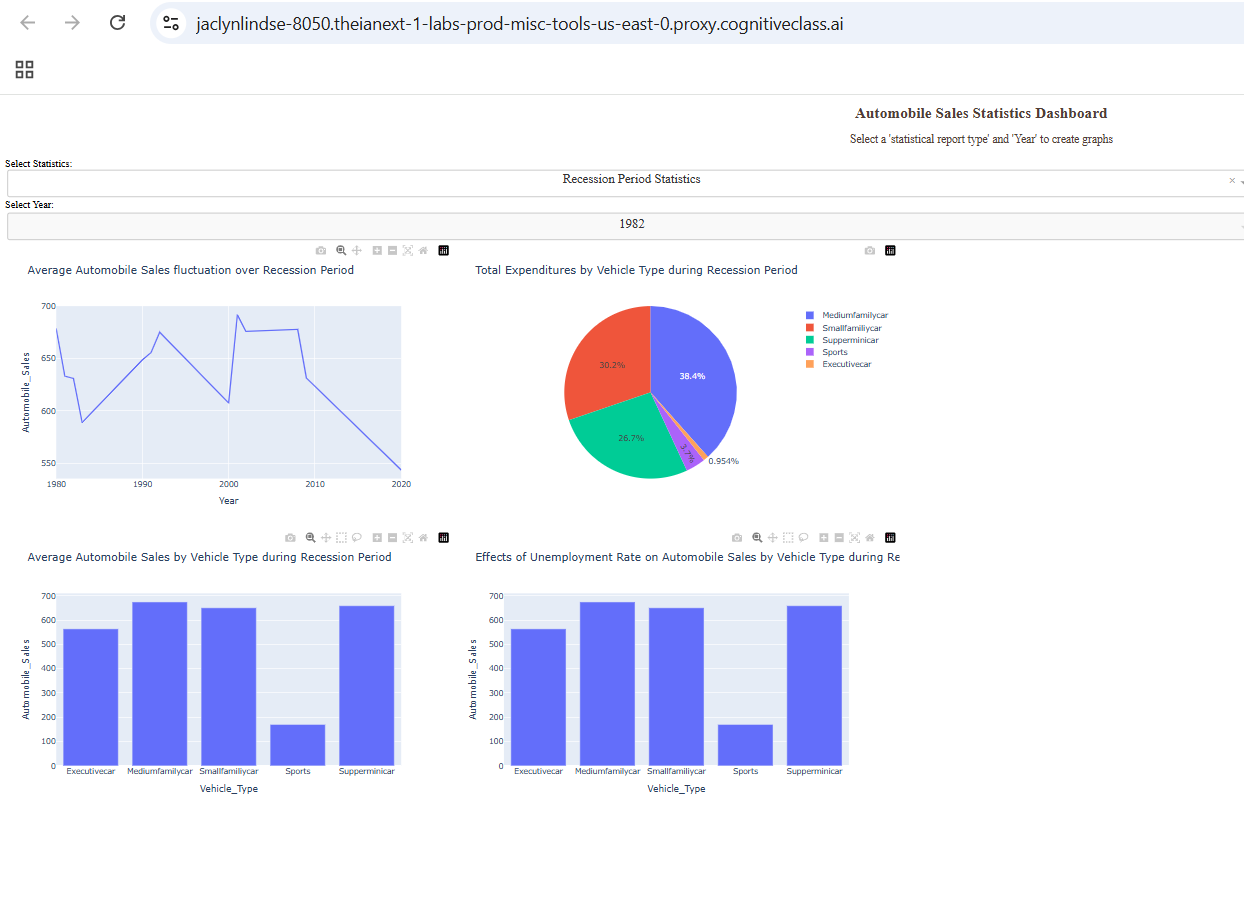 jaclynlindse-8050.theianext-1-labs-prod-misc-tools-us-east-0.proxy.cognitiveclass.ai
Automobile Sales Statistics Dashboard
Select a 'statistical report type' and 'Year' to create graphs
Select Statistics:
Recession Period Statistics
Select Year:
1982
Average Automobile Sales fluctuation over Recession Period
700
650
600
550
Automobile_Sales
1980 1990 2000 2010 2020
Year
Total Expenditures by Vehicle Type during Recession Period
38.4%
30.2%
26.7%
3.7%
0.954%
Mediumfamilycar
Smallfamiliycar
Supperminicar
Sports
Executivecar
Average Automobile Sales by Vehicle Type during Recession Period
700
600
500
400
300
200
100
0
Automobile_Sales
Executivecar Mediumfamilycar Smallfamiliycar Sports Supperminicar
Vehicle_Type
Effects of Unemployment Rate on Automobile Sales by Vehicle Type during Re
700
600
500
400
300
200
100
0
Automobile_Sales
Executivecar Mediumfamilycar Smallfamiliycar Sports Supperminicar
Vehicle_Type